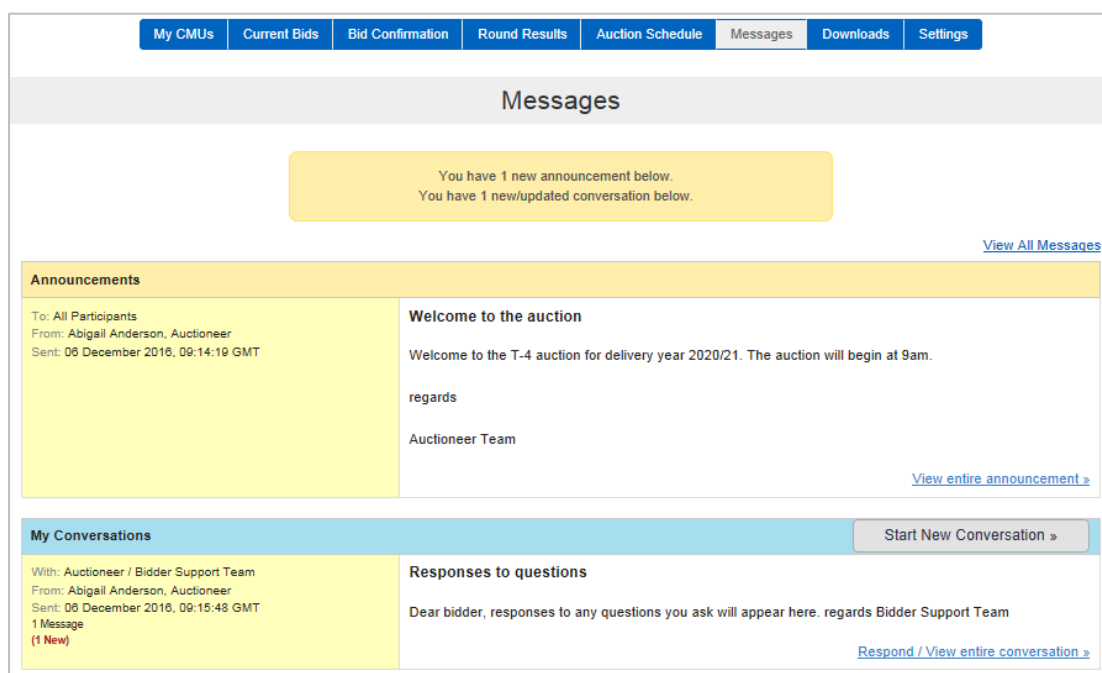 My CMUs Current Bids Bid Confirmation Round Results Auction Schedule Messages Downloads Settings
Messages
You have 1 new announcement below.
You have 1 new/updated conversation below.
View All Messages
Announcements
To: All Participants
From: Abigail Anderson, Auctioneer
Sent: 06 December 2016, 09:14:19 GMT
Welcome to the auction
Welcome to the T-4 auction for delivery year 2020/21. The auction will begin at 9am.
regards
Auctioneer Team
View entire announcement »
My Conversations
Start New Conversation »
With: Auctioneer / Bidder Support Team
From: Abigail Anderson, Auctioneer
Sent: 06 December 2016, 09:15:48 GMT
1 Message
(1 New)
Responses to questions
Dear bidder, responses to any questions you ask will appear here. regards Bidder Support Team
Respond / View entire conversation »